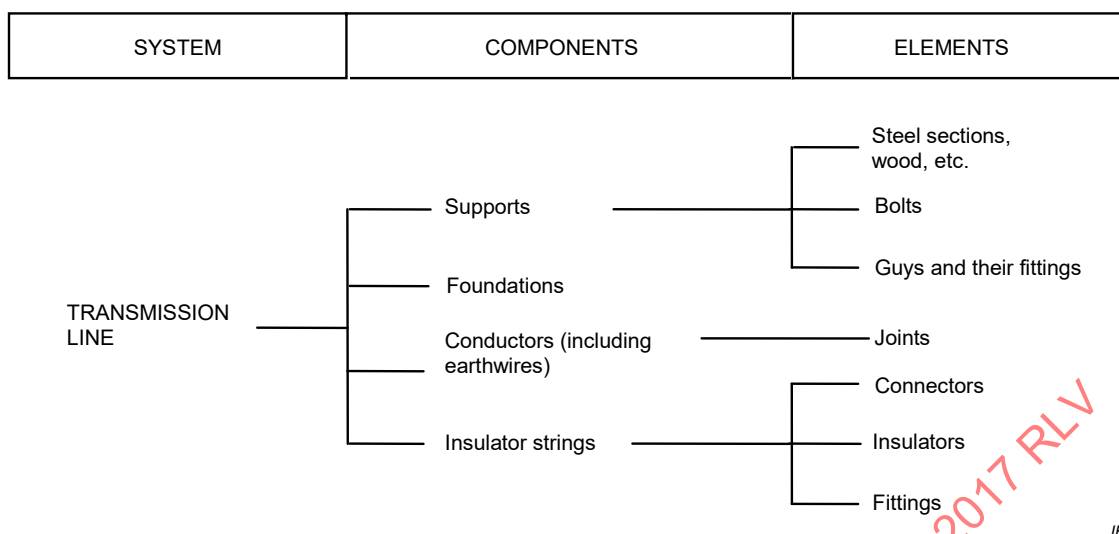 SYSTEM
COMPONENTS
ELEMENTS
Steel sections,
wood, etc.
Supports
Bolts
Guys and their fittings
Foundations
TRANSMISSION
LINE
Conductors (including
earthwires)
Joints
Connectors
Insulator strings
Insulators
Fittings
2017 RLV